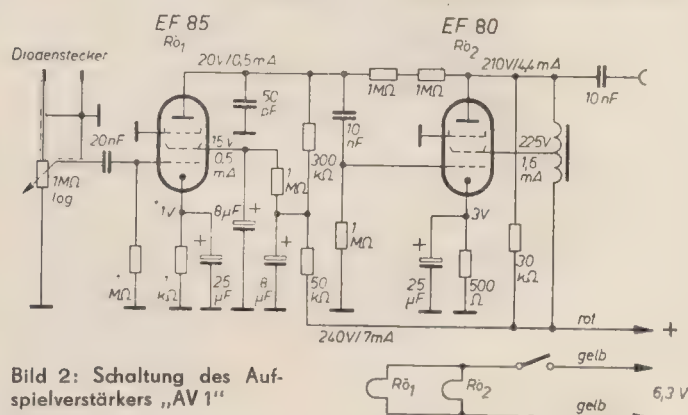 EF 85
Rö1
EF 80
Rö2
Diodenstecker
20V/0,5mA
210V/4,4mA
50 pF
1MΩ
1MΩ
10nF
20nF
15V
0,5 mA
10 nF
225V
1,6 mA
1MΩ log
300 kΩ
1 MΩ
1V
8µF
+
+
3V
+
1 MΩ
30 kΩ
MΩ
1 kΩ
+
25 µF
8 µF
50 kΩ
25 µF
500 Ω
240V/7mA
rot
+
gelb
Rö1
Rö2
6,3 V
gelb
Bild 2: Schaltung des Auf-
spielverstärkers „AV 1"